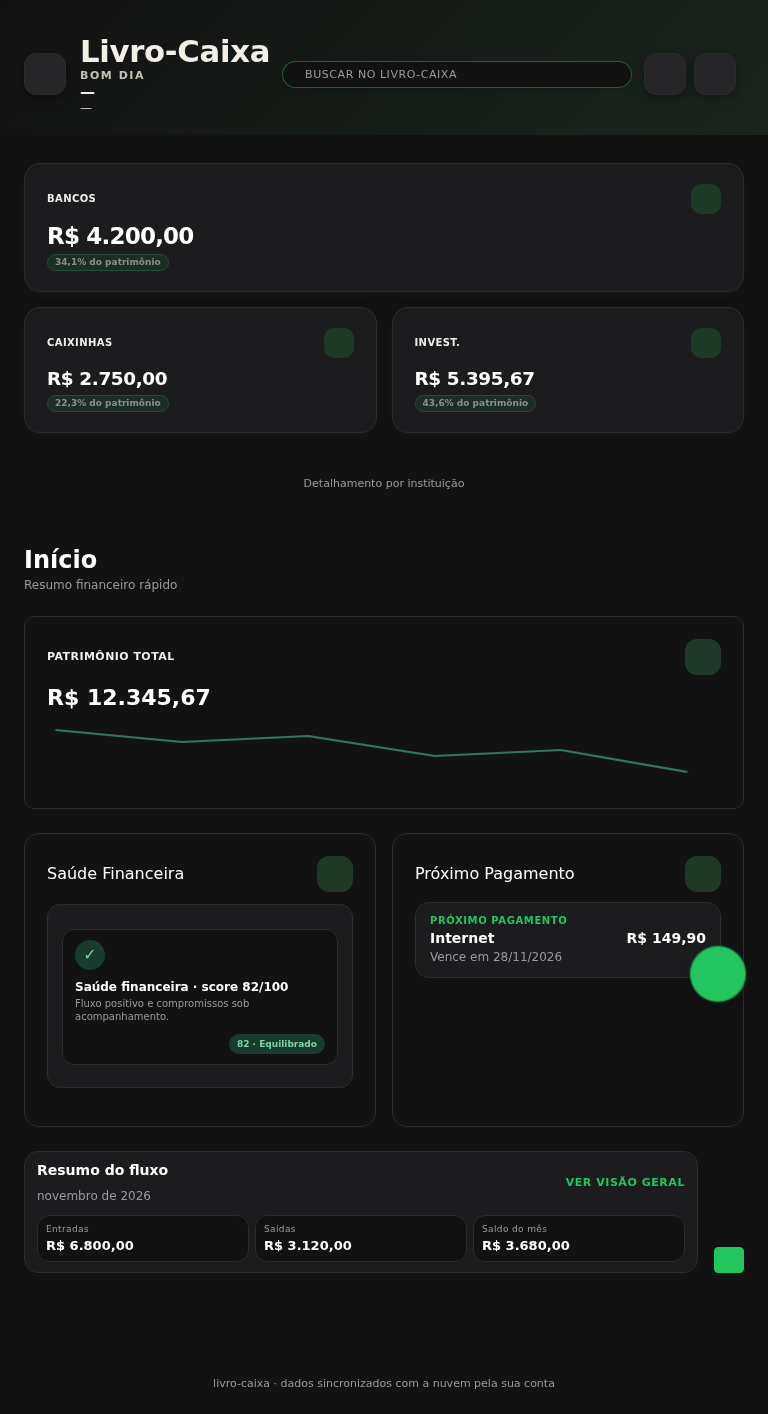 Livro-Caixa
BOM DIA
—
—
BUSCAR NO LIVRO-CAIXA
BANCOS
R$ 4.200,00
34,1% do patrimônio
CAIXINHAS
R$ 2.750,00
22,3% do patrimônio
INVEST.
R$ 5.395,67
43,6% do patrimônio
Detalhamento por instituição
Início
Resumo financeiro rápido
PATRIMÔNIO TOTAL
R$ 12.345,67
Saúde Financeira
✓
Saúde financeira · score 82/100
Fluxo positivo e compromissos sob
acompanhamento.
82 · Equilibrado
Próximo Pagamento
PRÓXIMO PAGAMENTO
Internet R$ 149,90
Vence em 28/11/2026
Resumo do fluxo
novembro de 2026
VER VISÃO GERAL
Entradas
R$ 6.800,00
Saídas
R$ 3.120,00
Saldo do mês
R$ 3.680,00
livro-caixa · dados sincronizados com a nuvem pela sua conta